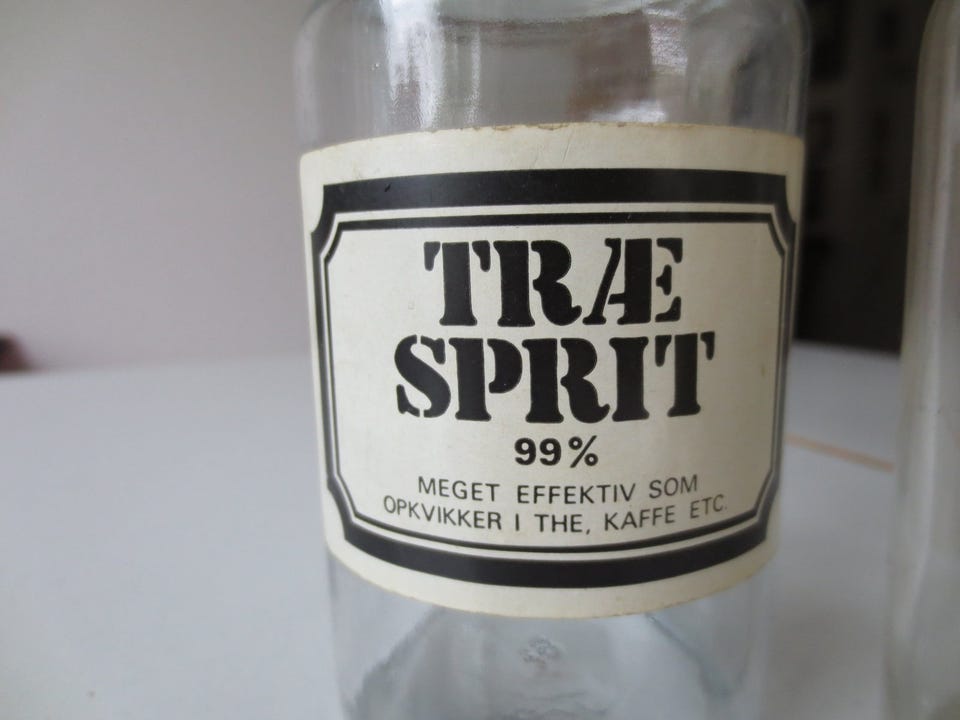 TRÆ
SPRIT
99%
MEGET EFFEKTIV SOM
OPKVIKKER I THE, KAFFE ETC.